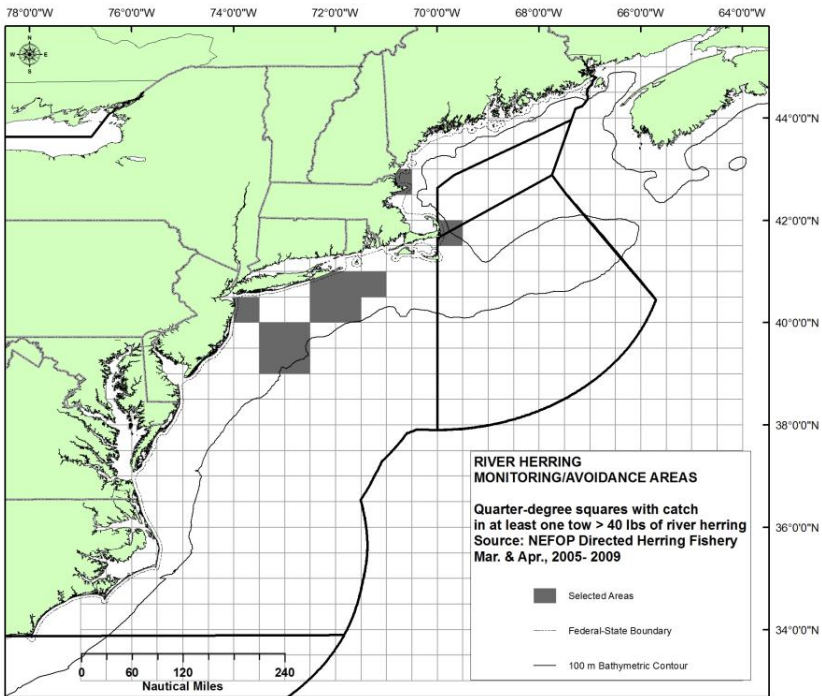 78°0'0"W 76°0'0"W 74°0'0"W 72°0'0"W 70°0'0"W 68°0'0"W 66°0'0"W 64°0'0"W
N
W E
S
44°0'0"N
42°0'0"N
40°0'0"N
38°0'0"N
RIVER HERRING
MONITORING/AVOIDANCE AREAS
Quarter-degree squares with catch
in at least one tow > 40 lbs of river herring
Source: NEFOP Directed Herring Fishery
Mar. & Apr., 2005- 2009
36°0'0"N
Selected Areas
Federal-State Boundary
34°0'0"N
100 m Bathymetric Contour
0 60 120 240
Nautical Miles